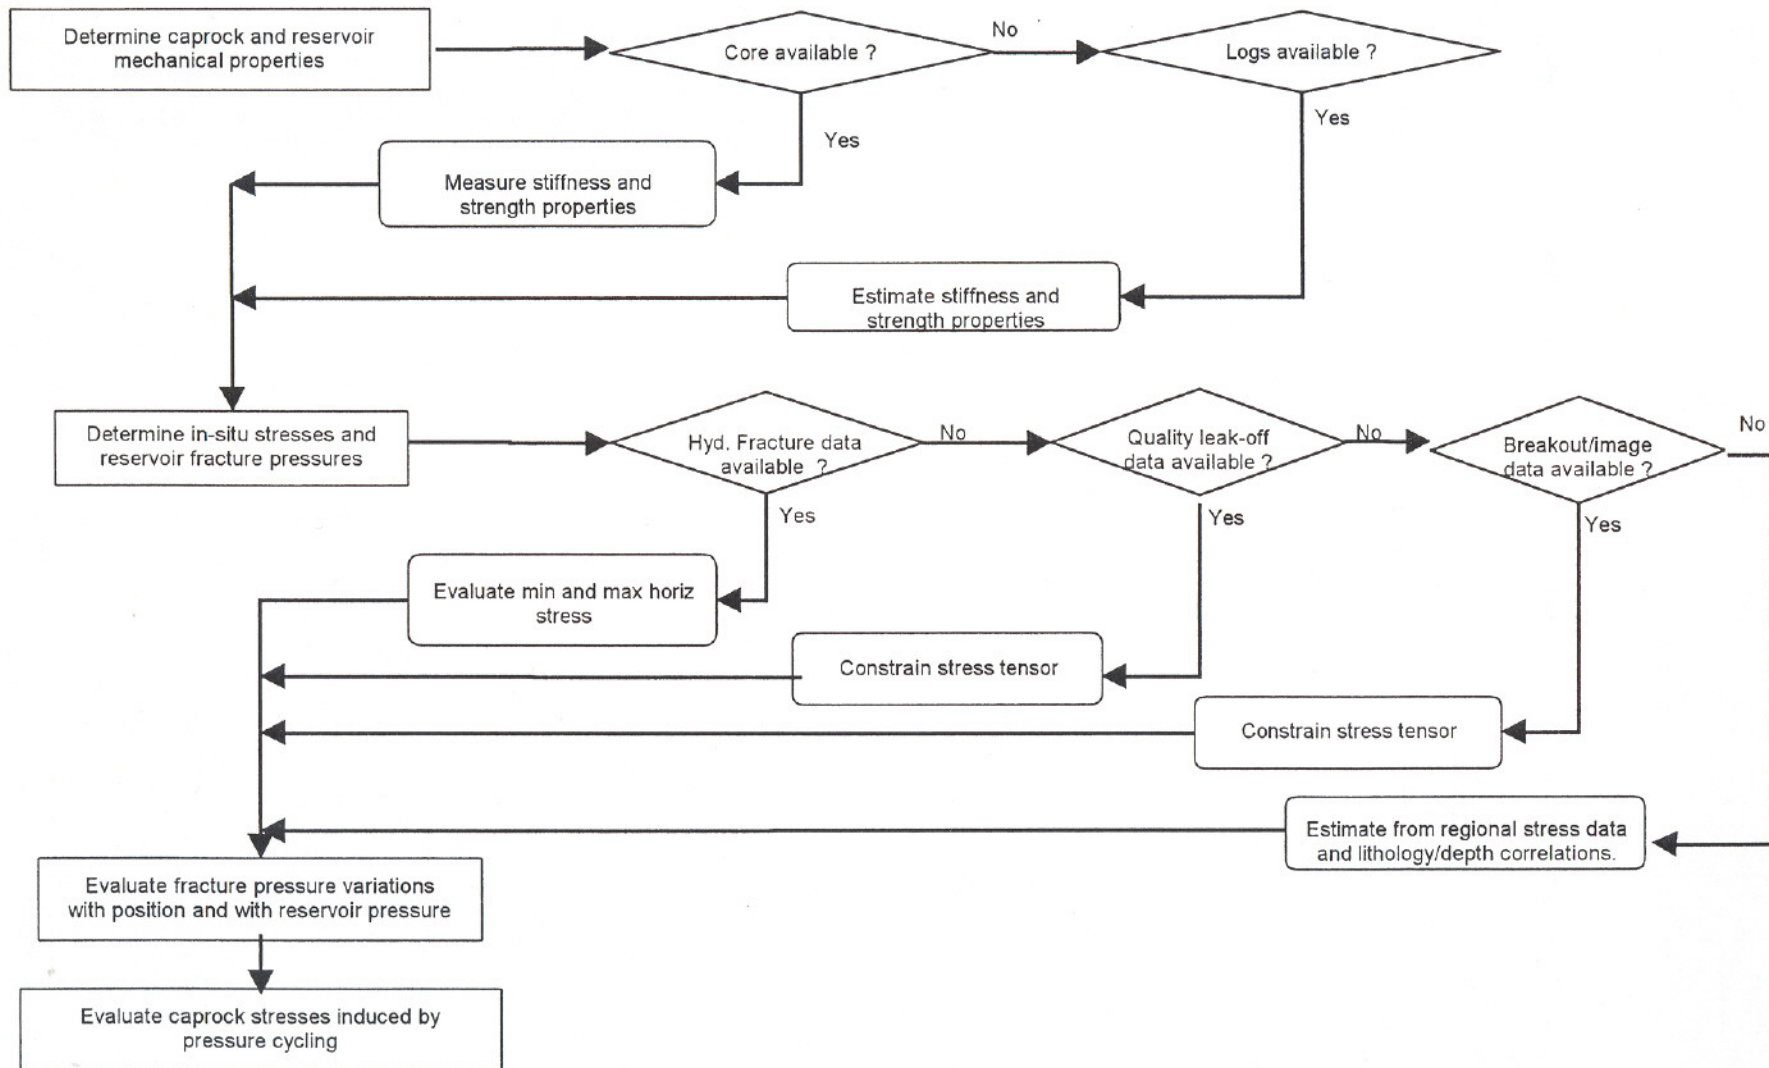 Determine caprock and reservoir
mechanical properties
Core available ?
No
Logs available ?
Yes
Yes
Measure stiffness and
strength properties
Estimate stiffness and
strength properties
Determine in-situ stresses and
reservoir fracture pressures
Hyd. Fracture data
available ?
No
Quality leak-off
data available ?
No
Breakout/image
data available ?
No
Yes
Yes
Yes
Evaluate min and max horiz
stress
Constrain stress tensor
Constrain stress tensor
Estimate from regional stress data
and lithology/depth correlations.
Evaluate fracture pressure variations
with position and with reservoir pressure
Evaluate caprock stresses induced by
pressure cycling